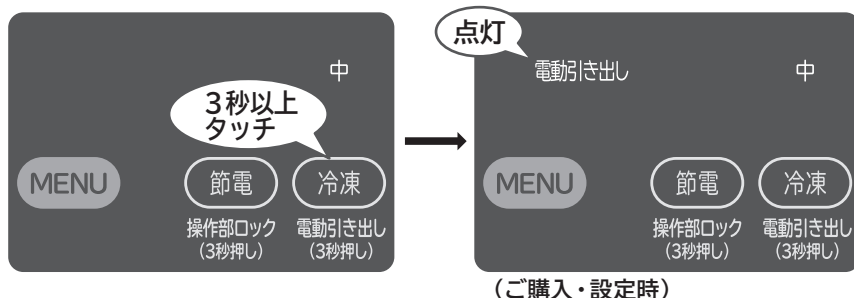 中
3秒以上
タッチ
MENU
節電
冷凍
操作部ロック
(3秒押し)
電動引き出し
(3秒押し)
点灯
電動引き出し
中
MENU
節電
冷凍
操作部ロック
(3秒押し)
電動引き出し
(3秒押し)
(ご購入・設定時)